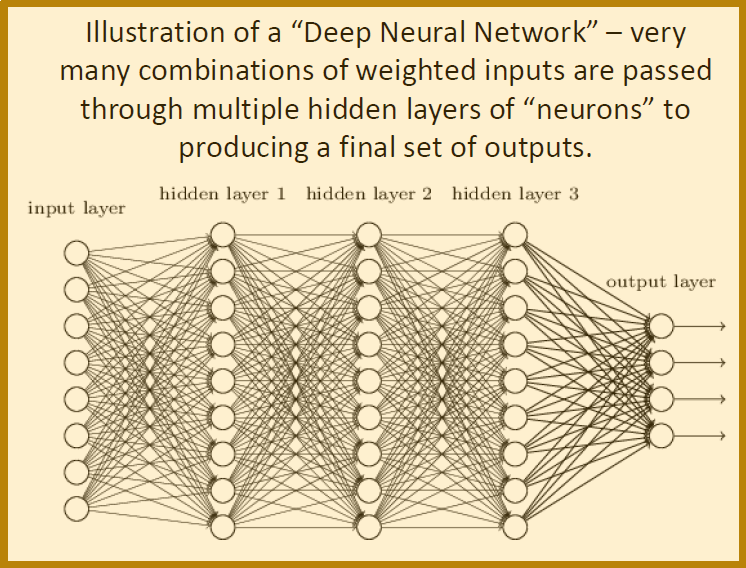 Illustration of a “Deep Neural Network” – very
many combinations of weighted inputs are passed
through multiple hidden layers of “neurons” to
producing a final set of outputs.
hidden layer 1 hidden layer 2 hidden layer 3
input layer
output layer